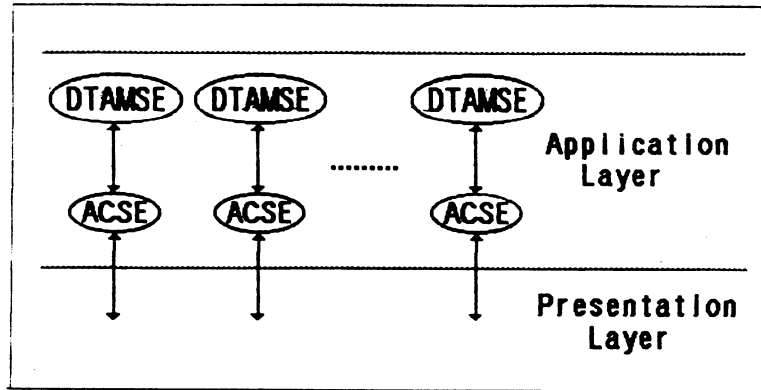 DTAMSE DTAMSE DTAMSE
.........
Application
Layer
ACSE ACSE ACSE
Presentation
Layer